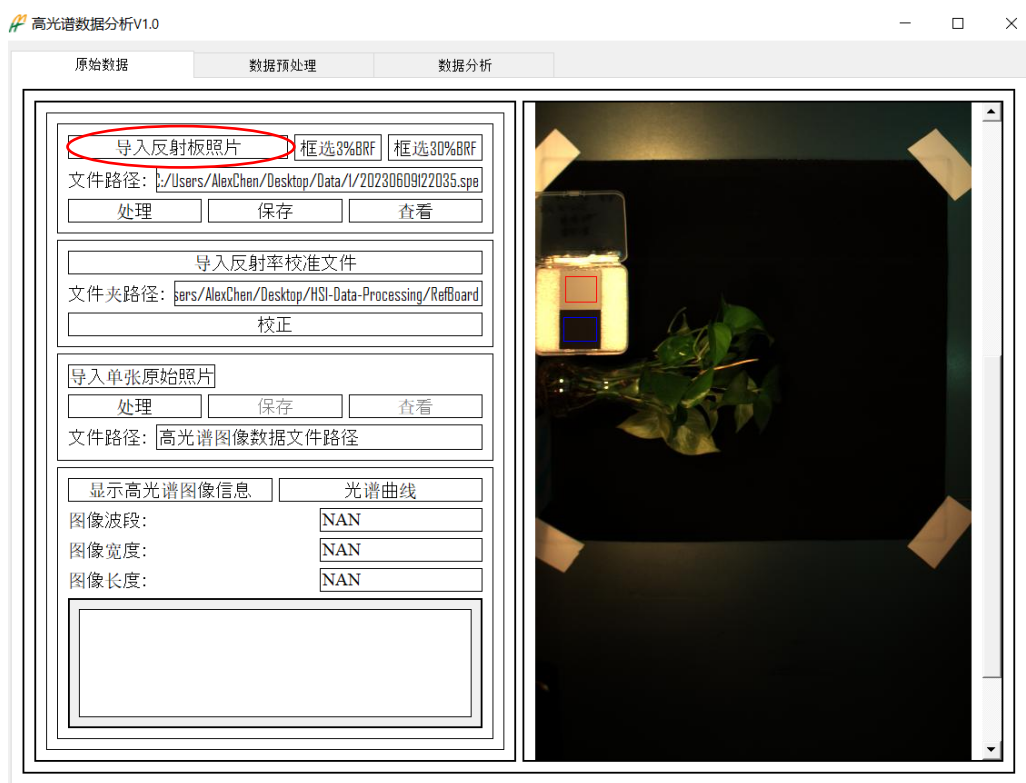 高光谱数据分析V1.0
原始数据 数据预处理 数据分析
导入反射板照片 框选3%BRF 框选30%BRF
文件路径: C:/Users/AlexChen/Desktop/Data/1/20230609122035.spe
处理 保存 查看
导入反射率校准文件
文件夹路径: sers/AlexChen/Desktop/HSI-Data-Processing/RefBoard
校正
导入单张原始照片
处理 保存 查看
文件路径: 高光谱图像数据文件路径
显示高光谱图像信息 光谱曲线
图像波段: NAN
图像宽度: NAN
图像长度: NAN